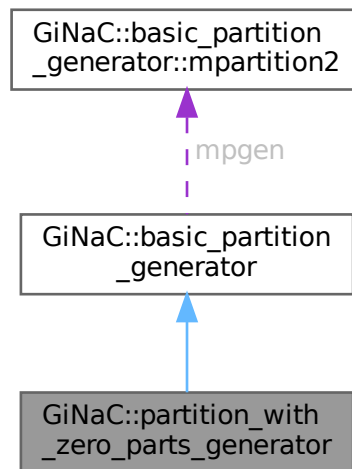 GiNaC::basic_partition
_generator::mpartition2
mpgen
GiNaC::basic_partition
_generator
GiNaC::partition_with
_zero_parts_generator